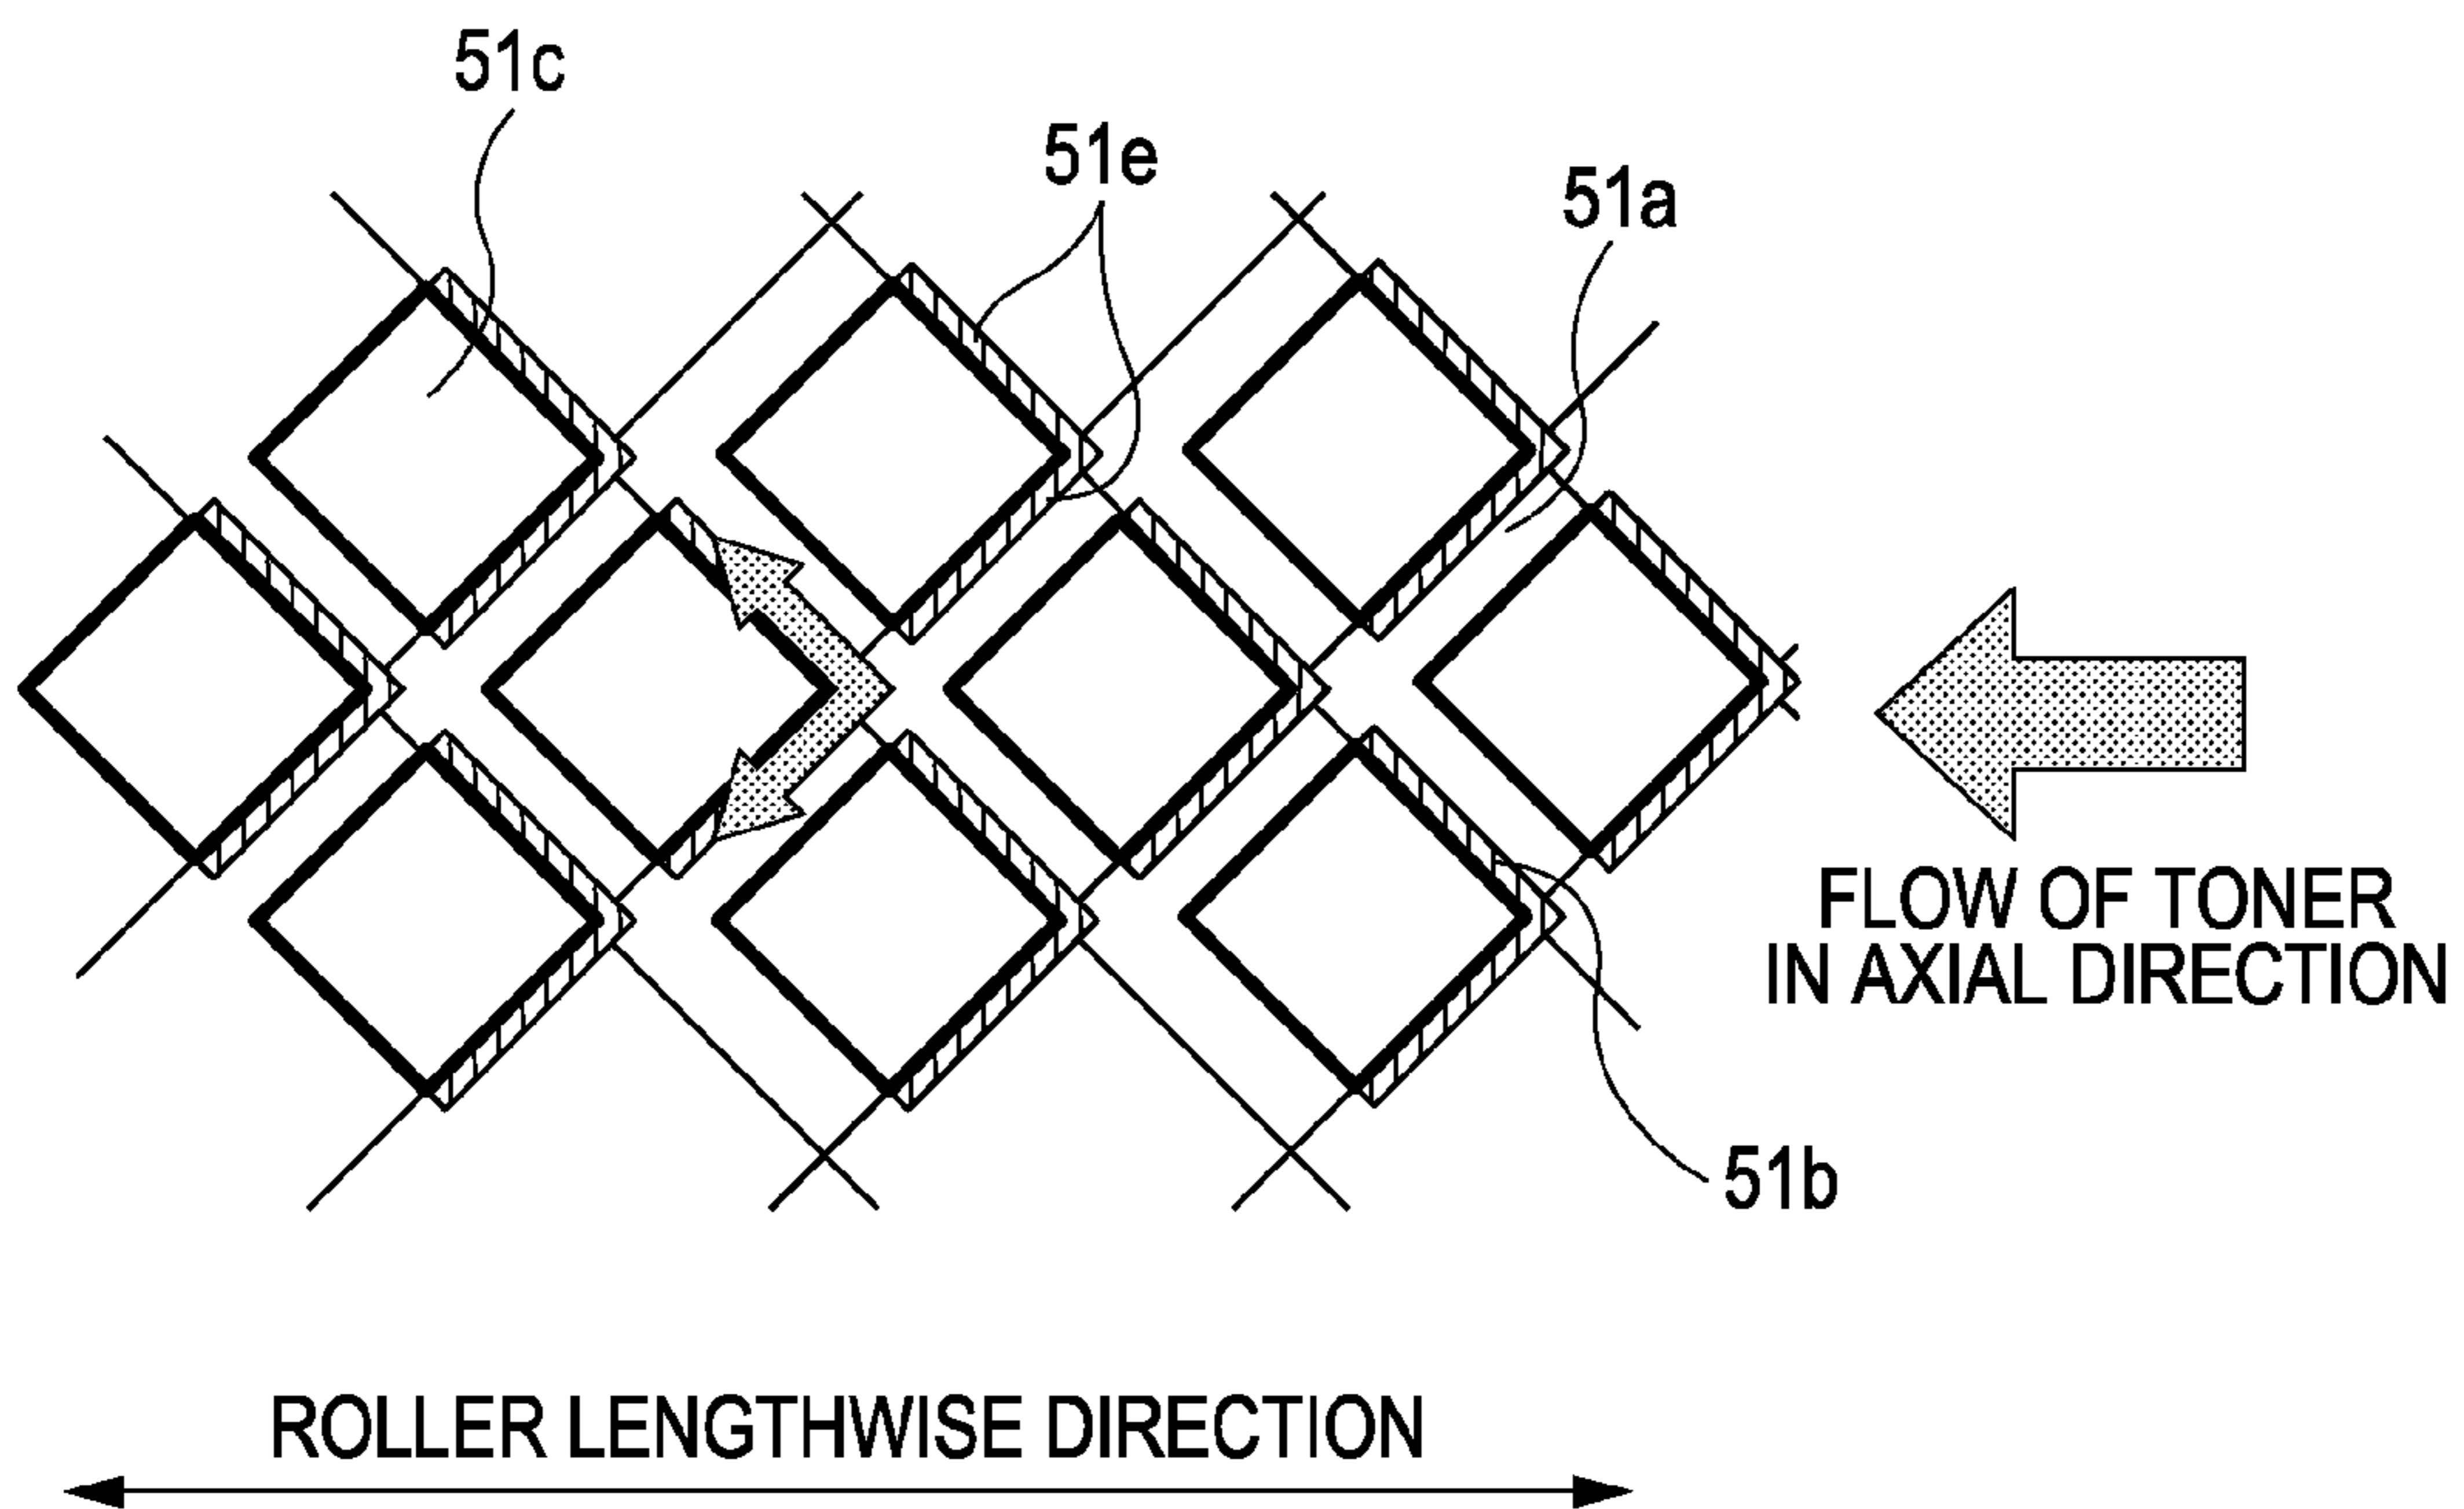 51c
51e
51a
FLOW OF TONER
IN AXIAL DIRECTION
51b
ROLLER LENGTHWISE DIRECTION